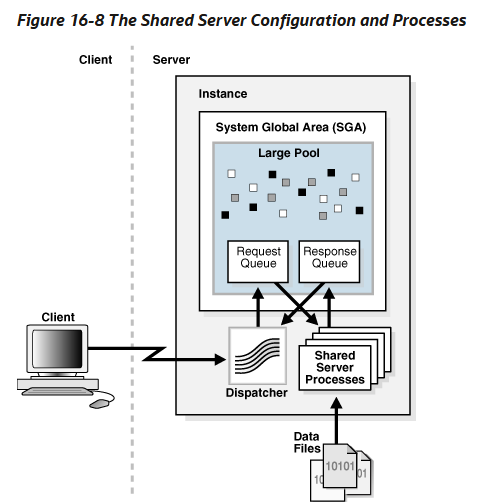 Figure 16-8 The Shared Server Configuration and Processes
Client
Server
Instance
System Global Area (SGA)
Large Pool
Request
Queue
Response
Queue
Client
Dispatcher
Shared
Server
Processes
Data
Files
10101
10
01